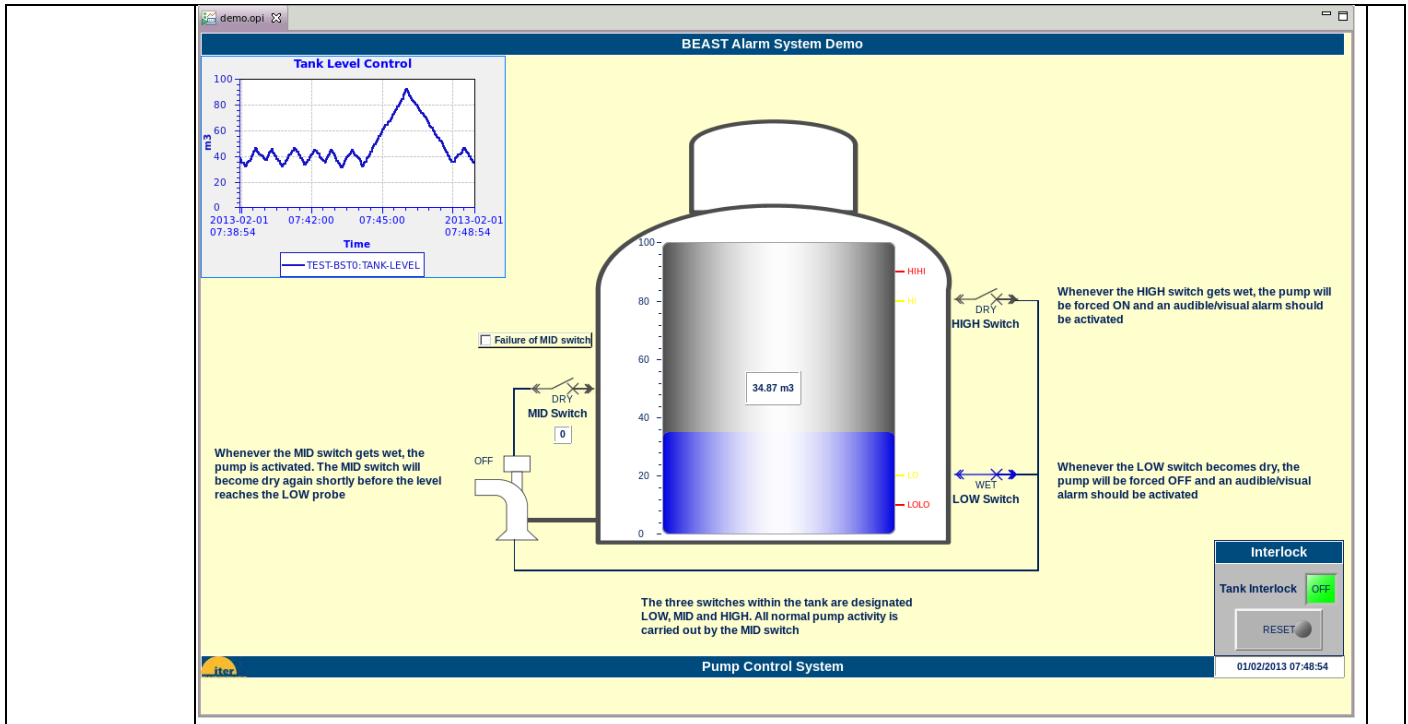 demo.opi
BEAST Alarm System Demo
Tank Level Control
100
80
60
40
20
0
m3
2013-02-01
07:38:54
07:42:00
07:45:00
2013-02-01
07:48:54
Time
TEST-BST0:TANK-LEVEL
100
80
60
40
20
0
HIHI
HI
LO
LOLO
34.87 m3
Failure of MID switch
DRY
MID Switch
0
OFF
Whenever the MID switch gets wet, the
pump is activated. The MID switch will
become dry again shortly before the level
reaches the LOW probe
DRY
HIGH Switch
Whenever the HIGH switch gets wet, the pump will
be forced ON and an audible/visual alarm should
be activated
WET
LOW Switch
Whenever the LOW switch becomes dry, the
pump will be forced OFF and an audible/visual
alarm should be activated
The three switches within the tank are designated
LOW, MID and HIGH. All normal pump activity is
carried out by the MID switch
Interlock
Tank Interlock
OFF
RESET
iter
Pump Control System
01/02/2013 07:48:54